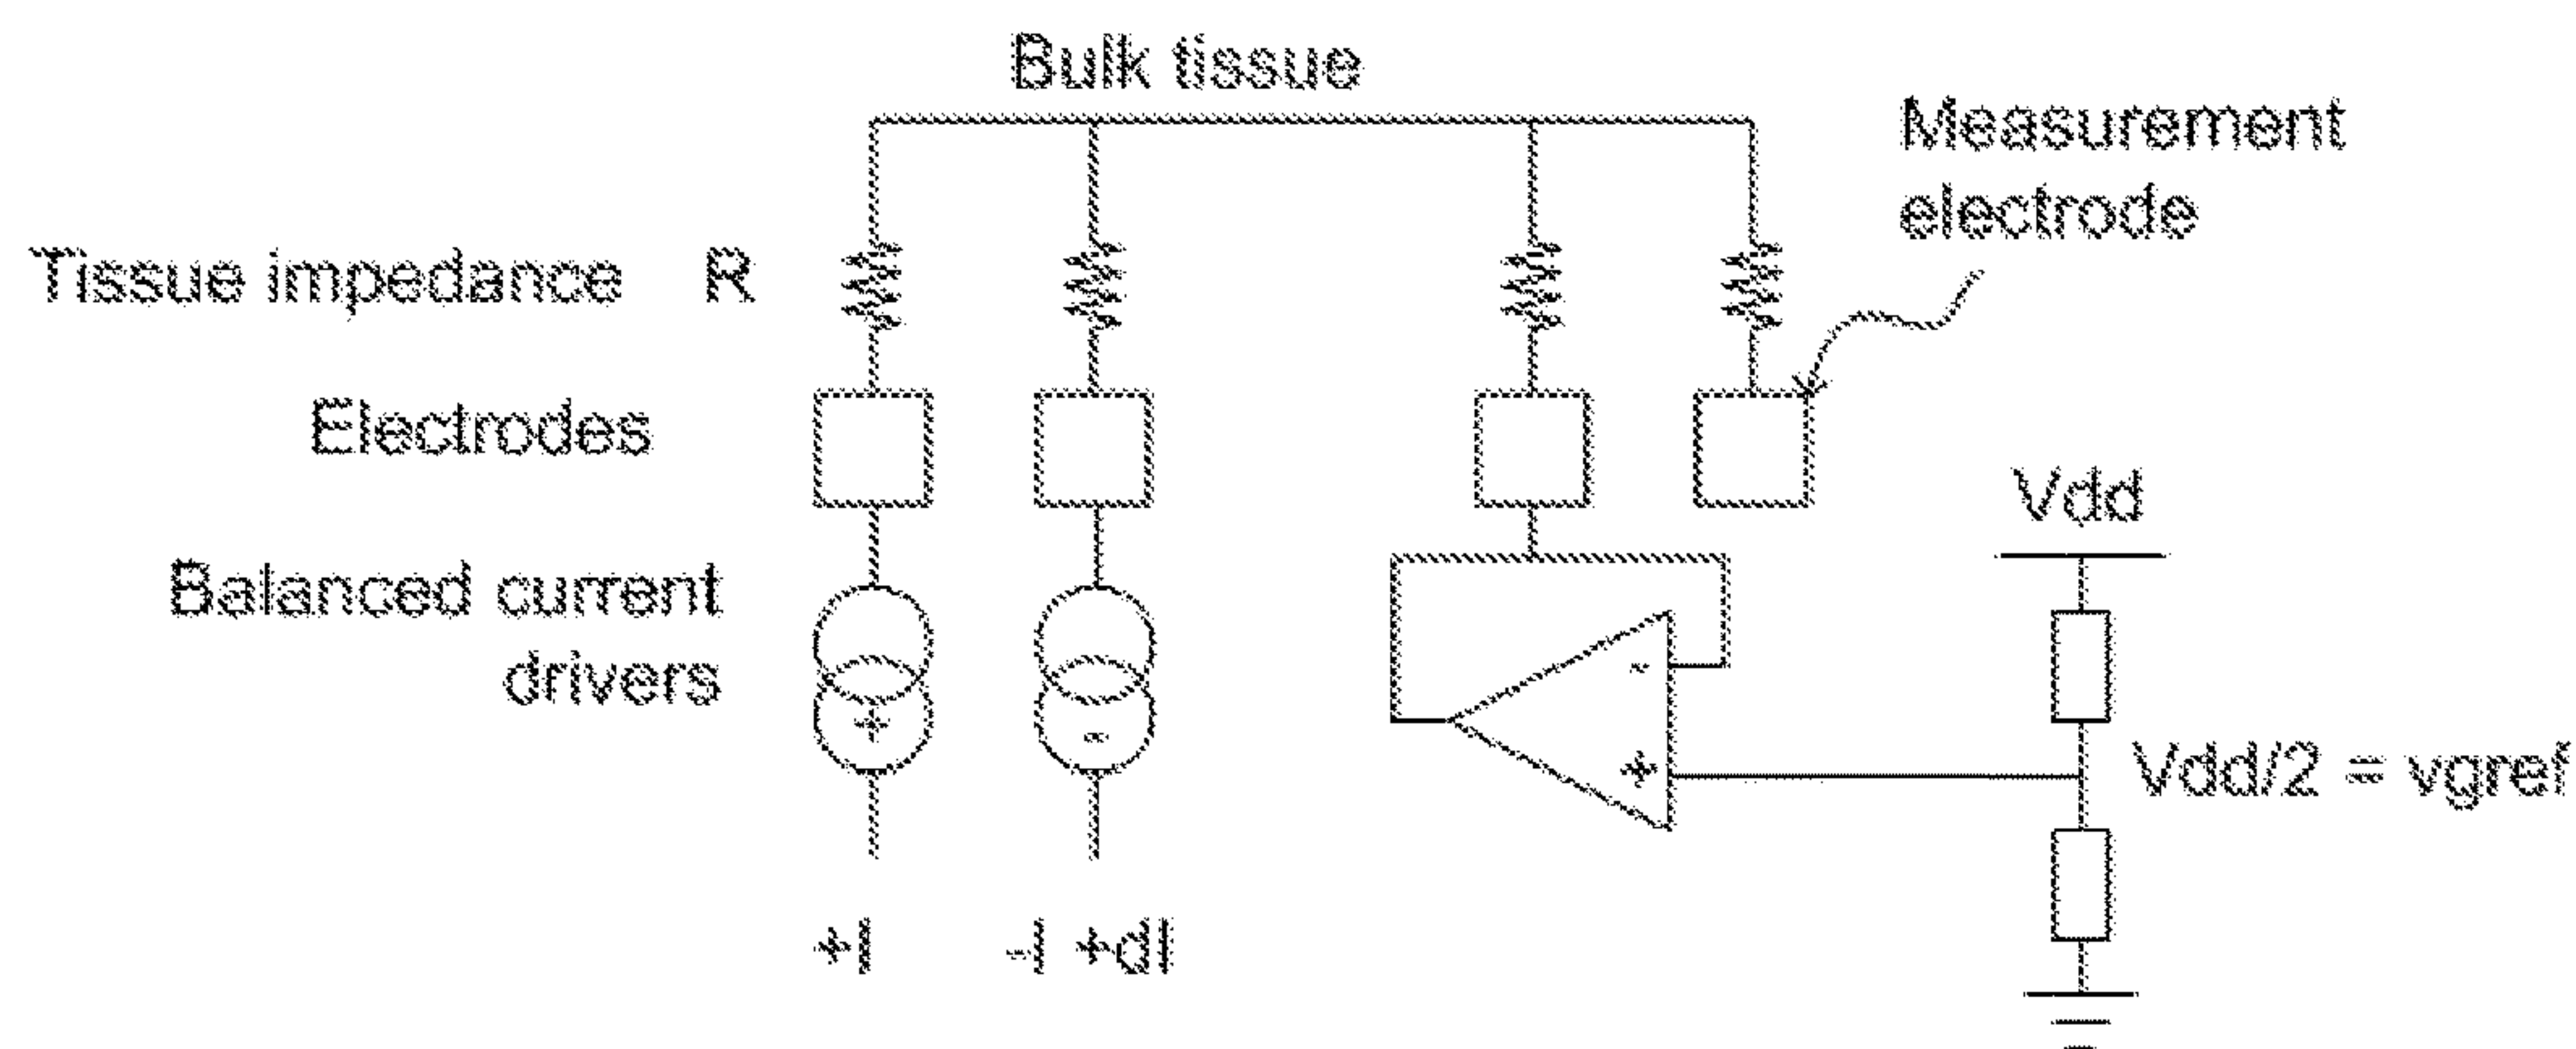 Bulk tissue
Measurement
electrode
Tissue impedance R
Electrodes
Vdd
Balanced current
drivers
+
-
-
+
Vdd/2 = vgref
+I
-I +dI